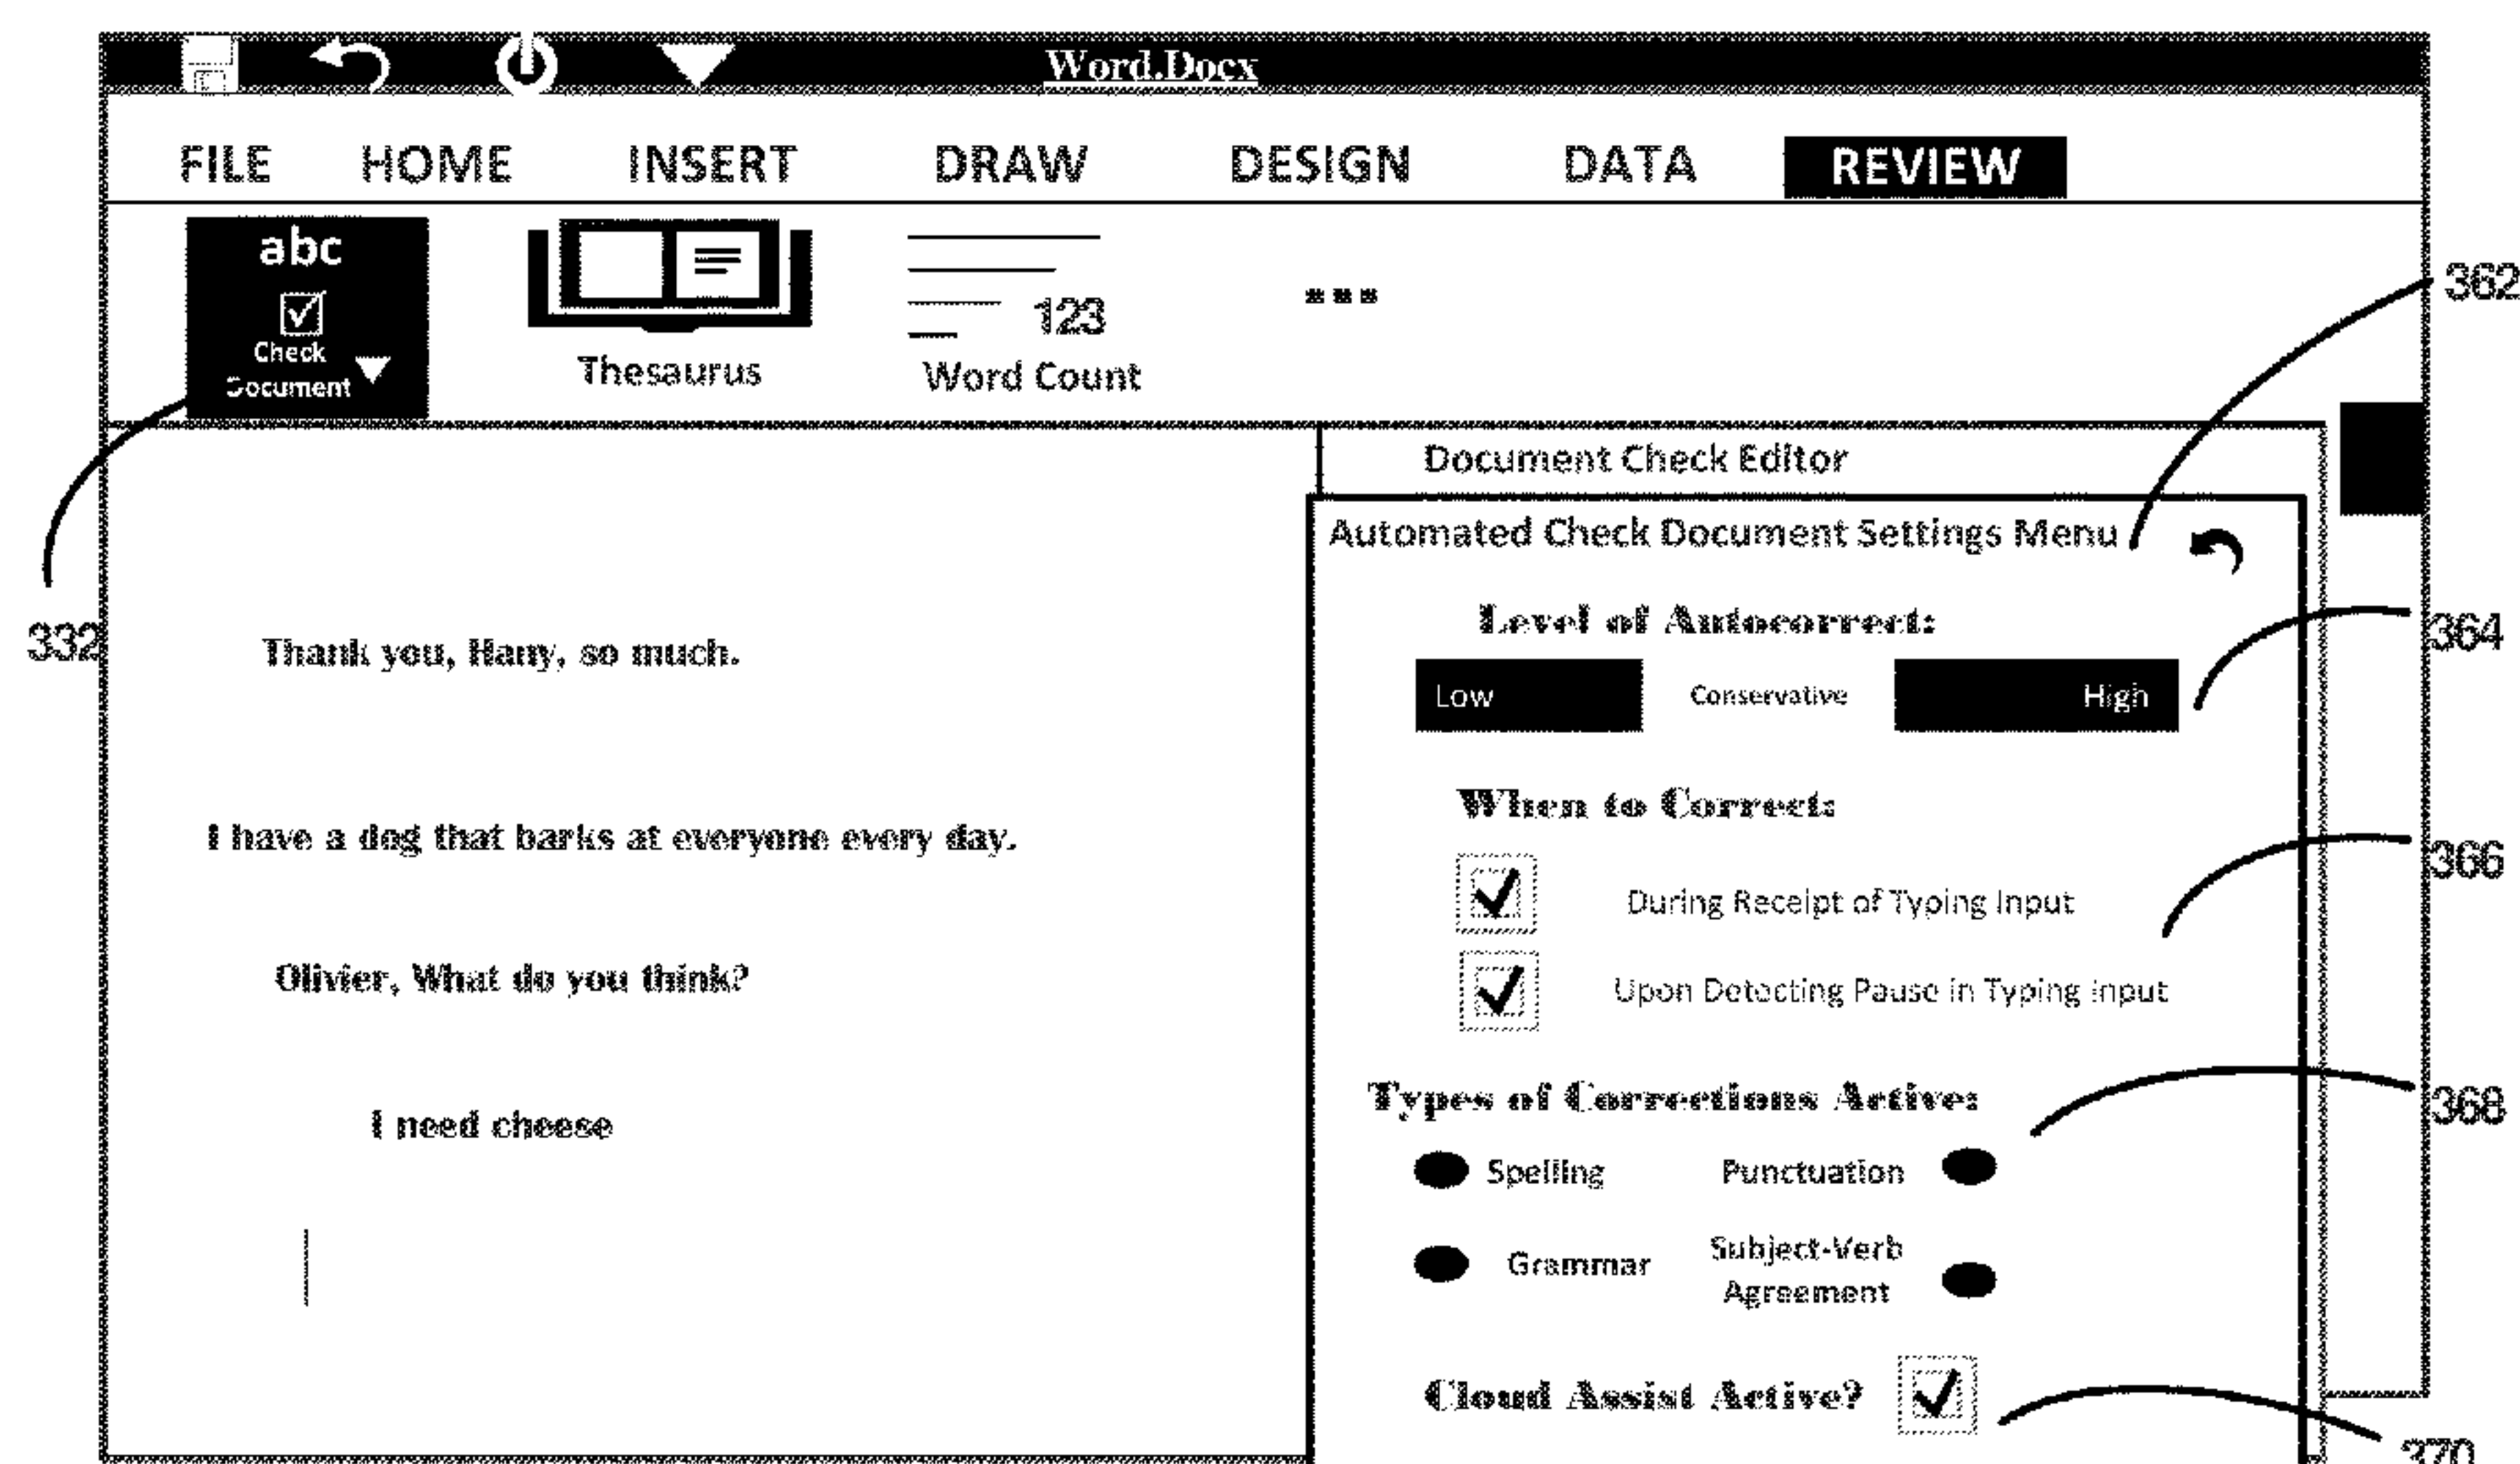 Word.Docx
FILE HOME INSERT DRAW DESIGN DATA REVIEW
abc
Check
Document
Thesaurus
123
Word Count
...
362
Document Check Editor
Automated Check Document Settings Menu
332
Thank you, Hany, so much.
I have a dog that barks at everyone every day.
Olivier, What do you think?
I need cheese
Level of Autocorrect:
364
Low Conservative High
When to Correct:
366
During Receipt of Typing Input
Upon Detecting Pause in Typing Input
Types of Corrections Active:
368
Spelling Punctuation
Grammar Subject-Verb
Agreement
Cloud Assist Active?
370